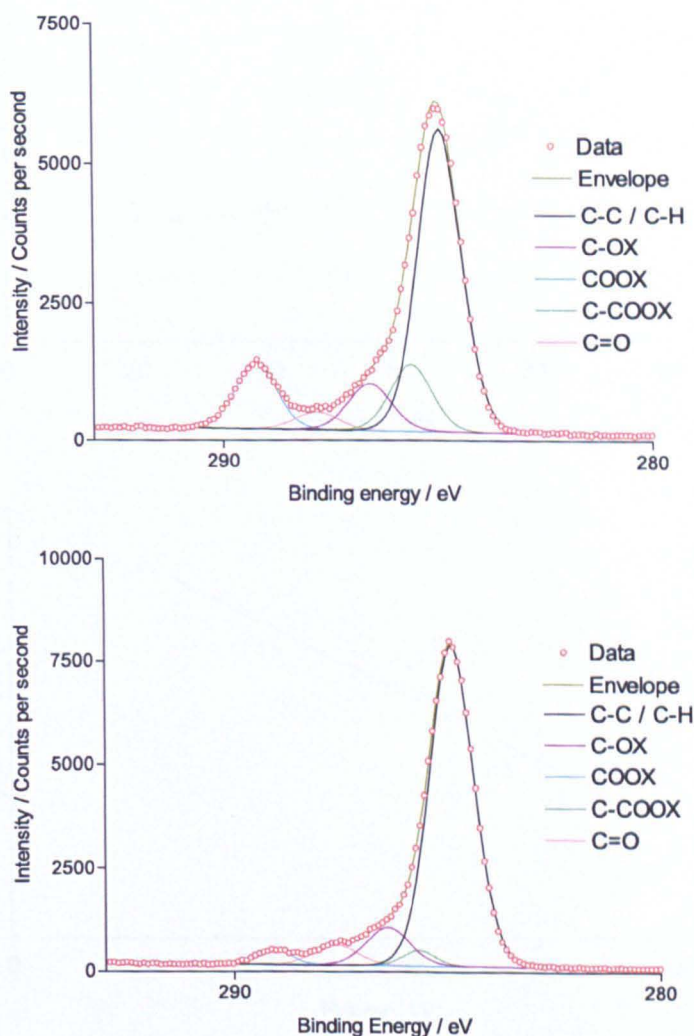 7500
5000
2500
0
290
280
Intensity / Counts per second
Binding energy / eV
Data
Envelope
C-C / C-H
C-OX
COOX
C-COOX
C=O
10000
7500
5000
2500
0
290
280
Intensity / Counts per second
Binding Energy / eV
Data
Envelope
C-C / C-H
C-OX
COOX
C-COOX
C=O